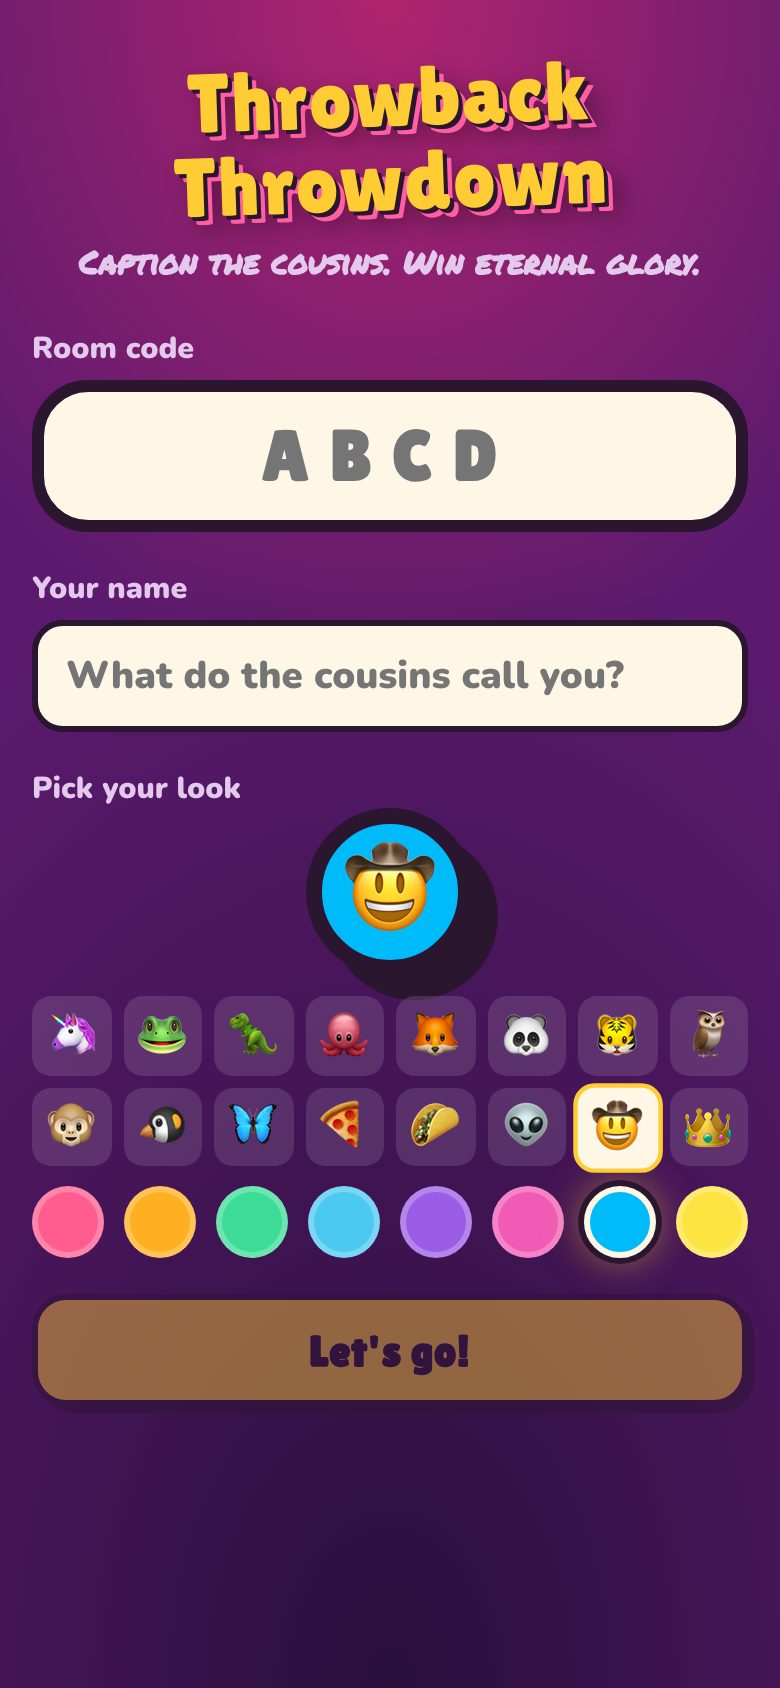 Throwback
Throwdown
Caption the cousins. Win eternal glory.
Room code
ABCD
Your name
What do the cousins call you?
Pick your look
Let's go!